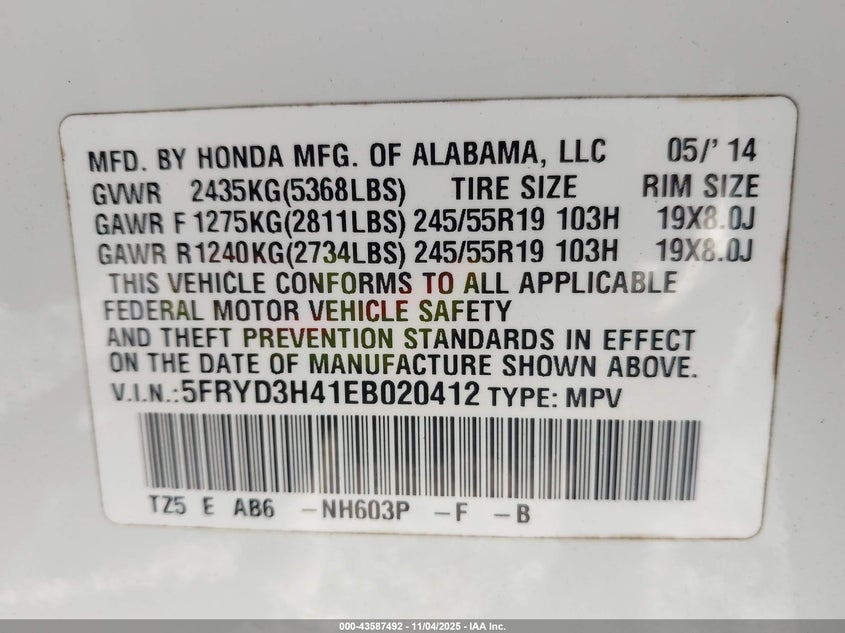 MFD. BY HONDA MFG. OF ALABAMA, LLC 05/' 14
GVWR 2435KG(5368LBS) TIRE SIZE RIM SIZE
GAWR F 1275KG(2811LBS) 245/55R19 103H 19X8.0J
GAWR R1240KG(2734LBS) 245/55R19 103H 19X8.0J
THIS VEHICLE CONFORMS TO ALL APPLICABLE
FEDERAL MOTOR VEHICLE SAFETY
AND THEFT PREVENTION STANDARDS IN EFFECT
ON THE DATE OF MANUFACTURE SHOWN ABOVE.
V.I.N.:5FRYD3H41EB020412 TYPE: MPV
TZ5 E AB6 -NH603P -F -B
000-43587492 - 11/04/2025 - IAA Inc.